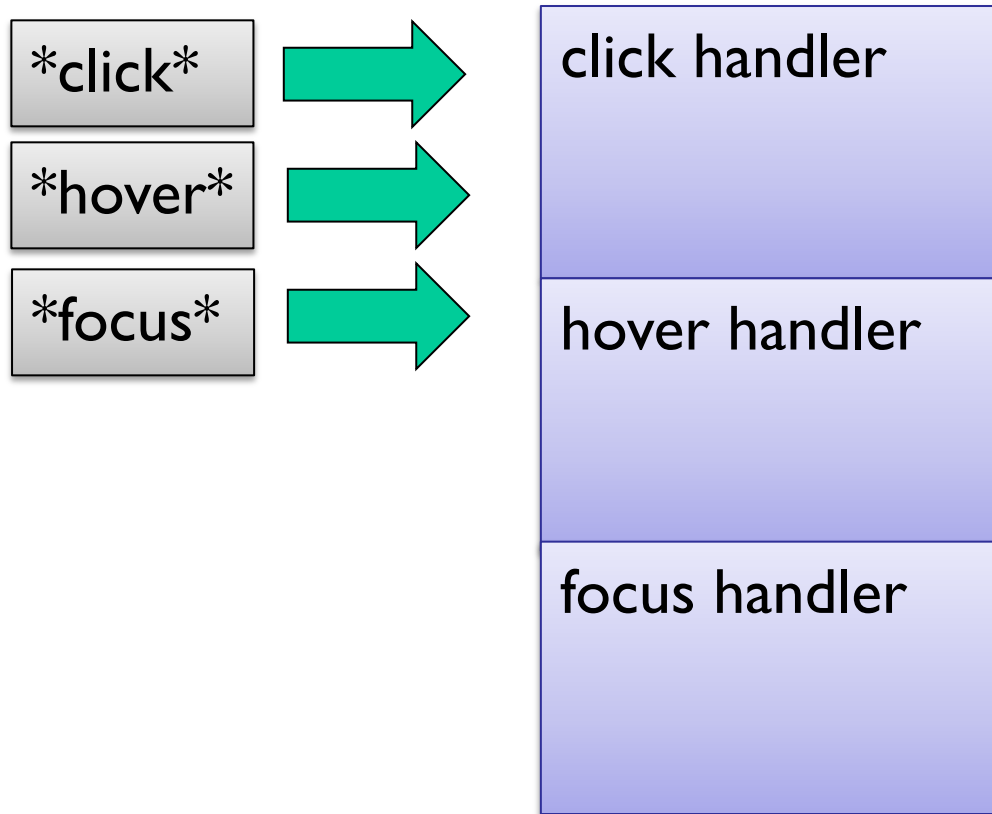 *click*
*hover*
*focus*
click handler
hover handler
focus handler